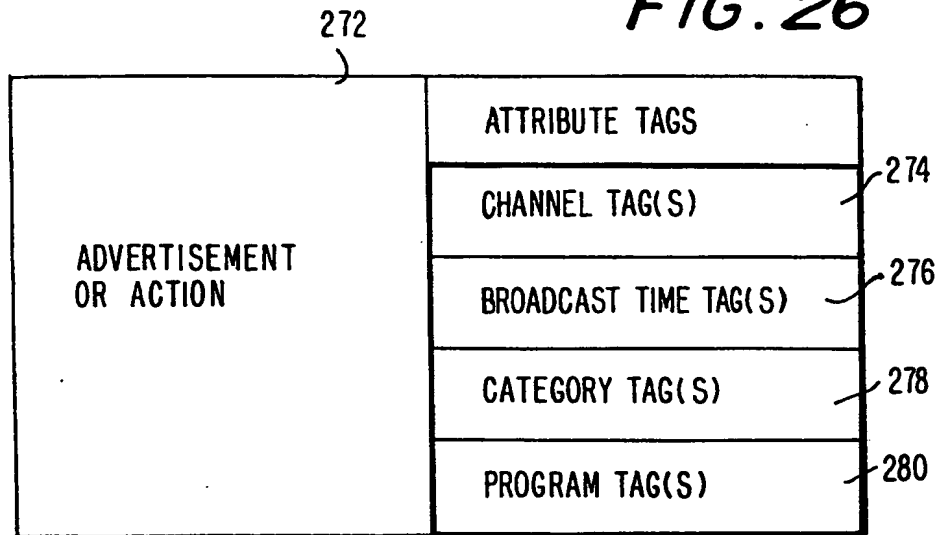 FIG. 26
272
ATTRIBUTE TAGS
274
CHANNEL TAG(S)
ADVERTISEMENT
OR ACTION
276
BROADCAST TIME TAG(S)
278
CATEGORY TAG(S)
280
PROGRAM TAG(S)